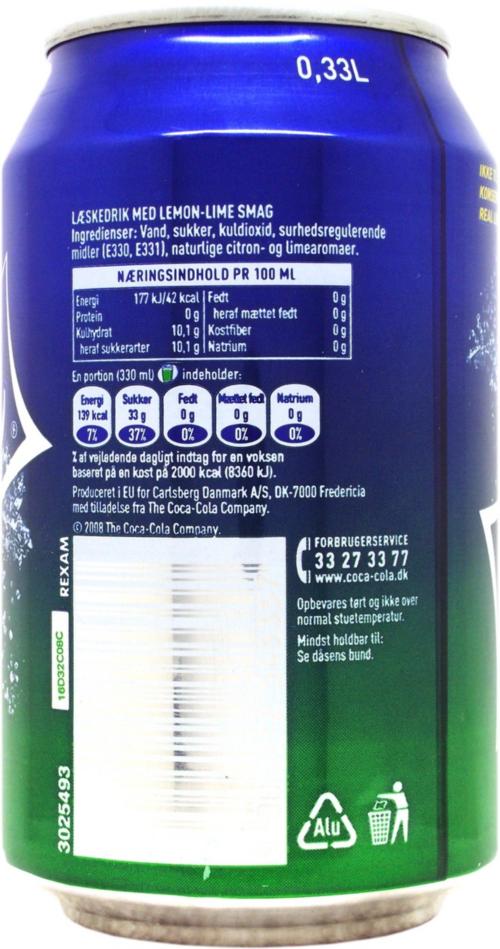 0,33L
LÆSKEDRIK MED LEMON-LIME SMAG
Ingredienser: Vand, sukker, kuldioxid, surhedsregulerende
midler (E330, E331), naturlige citron- og limearomaer.
NÆRINGSINDHOLD PR 100 ML
Energi 177 kJ/42 kcal Fedt 0 g
Protein 0 g heraf mættet fedt 0 g
Kulhydrat 10,1 g Kostfiber 0 g
heraf sukkerarter 10,1 g Natrium 0 g
En portion (330 ml) indeholder:
Energi Sukker Fedt Mættet fedt Natrium
139 kcal 33 g 0 g 0 g 0 g
7% 37% 0% 0% 0%
% af vejledende dagligt indtag for en voksen
baseret på en kost på 2000 kcal (8360 kJ).
Produceret i EU for Carlsberg Danmark A/S, DK-7000 Fredericia
med tilladelse fra The Coca-Cola Company.
© 2008 The Coca-Cola Company.
FORBRUGERSERVICE
33 27 33 77
www.coca-cola.dk
Opbevares tørt og ikke over
normal stuetemperatur.
Mindst holdbar til:
Se dåsens bund.
REXAM
16D32C08C
3025493
Alu
IKKE